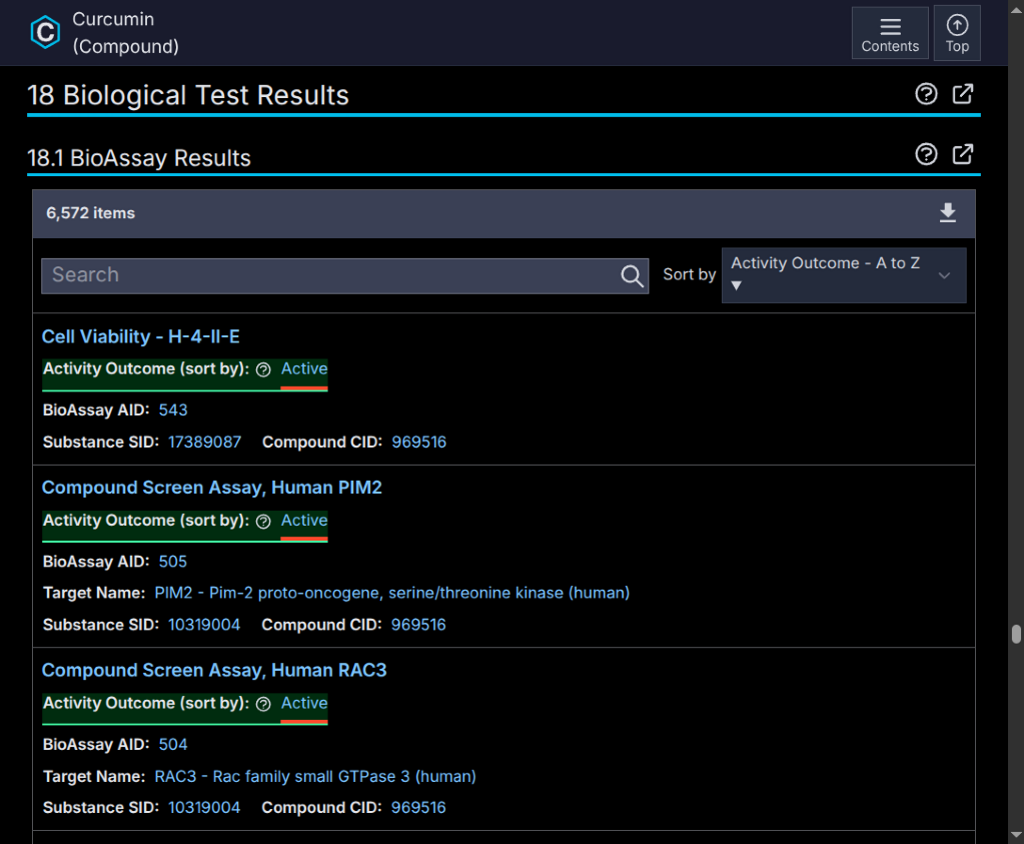 Curcumin
(Compound)
Contents
Top
18 Biological Test Results
18.1 BioAssay Results
6,572 items
Search
Sort by
Activity Outcome - A to Z
Cell Viability - H-4-II-E
Activity Outcome (sort by): Active
BioAssay AID: 543
Substance SID: 17389087 Compound CID: 969516
Compound Screen Assay, Human PIM2
Activity Outcome (sort by): Active
BioAssay AID: 505
Target Name: PIM2 - Pim-2 proto-oncogene, serine/threonine kinase (human)
Substance SID: 10319004 Compound CID: 969516
Compound Screen Assay, Human RAC3
Activity Outcome (sort by): Active
BioAssay AID: 504
Target Name: RAC3 - Rac family small GTPase 3 (human)
Substance SID: 10319004 Compound CID: 969516